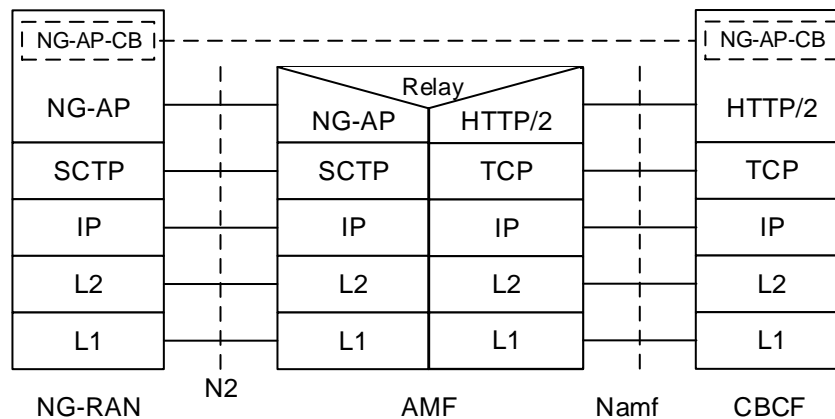 NG-AP-CB NG-AP-CB
Relay
NG-AP NG-AP HTTP/2 HTTP/2
SCTP SCTP TCP TCP
IP IP IP IP
L2 L2 L2 L2
L1 L1 L1 L1
NG-RAN N2 AMF Namf CBCF